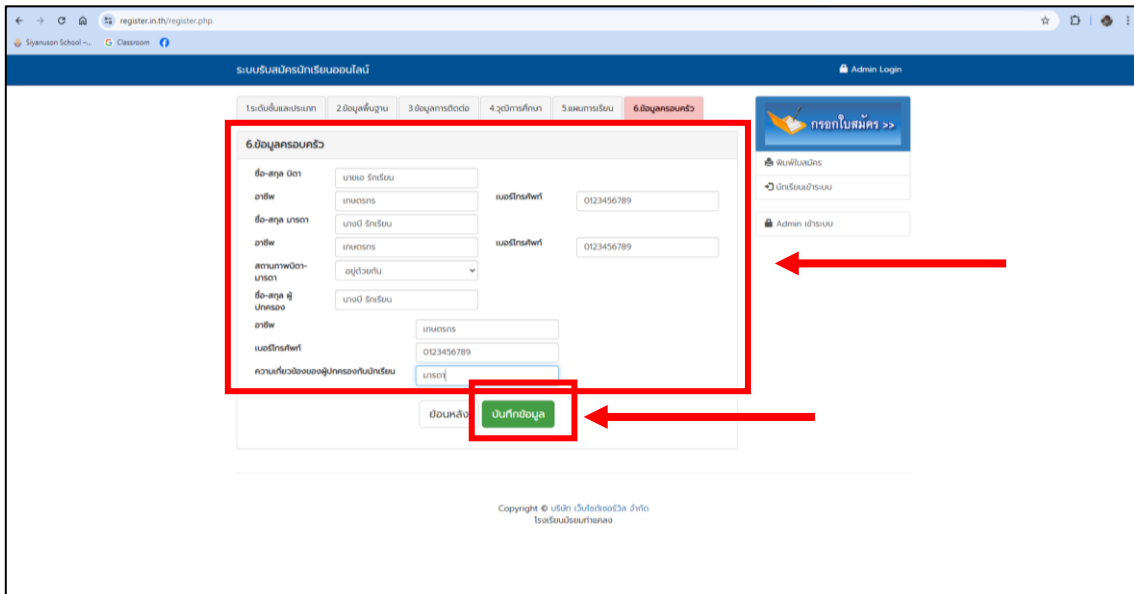 register.in.th/register.php
Siyanuson School –... Classroom
ระบบรับสมัครนักเรียนออนไลน์ Admin Login
1.ระดับชั้นและประเภท 2.ข้อมูลพื้นฐาน 3.ข้อมูลการติดต่อ 4.วุฒิการศึกษา 5.แผนการเรียน 6.ข้อมูลครอบครัว
กรอกใบสมัคร >>
6.ข้อมูลครอบครัว
พิมพ์ใบสมัคร
ชื่อ-สกุล บิดา นายเอ รักเรียน
นักเรียนเข้าระบบ
อาชีพ เกษตรกร เบอร์โทรศัพท์ 0123456789
ชื่อ-สกุล มารดา นางบี รักเรียน
Admin เข้าระบบ
อาชีพ เกษตรกร เบอร์โทรศัพท์ 0123456789
สถานภาพบิดา-
มารดา อยู่ด้วยกัน
ชื่อ-สกุล ผู้
ปกครอง นางบี รักเรียน
อาชีพ เกษตรกร
เบอร์โทรศัพท์ 0123456789
ความเกี่ยวข้องของผู้ปกครองกับนักเรียน มารดา
ย้อนหลัง บันทึกข้อมูล
Copyright © บริษัท เว็บไซต์เซอร์วิส จำกัด
โรงเรียนมัธยมท่าแคลง